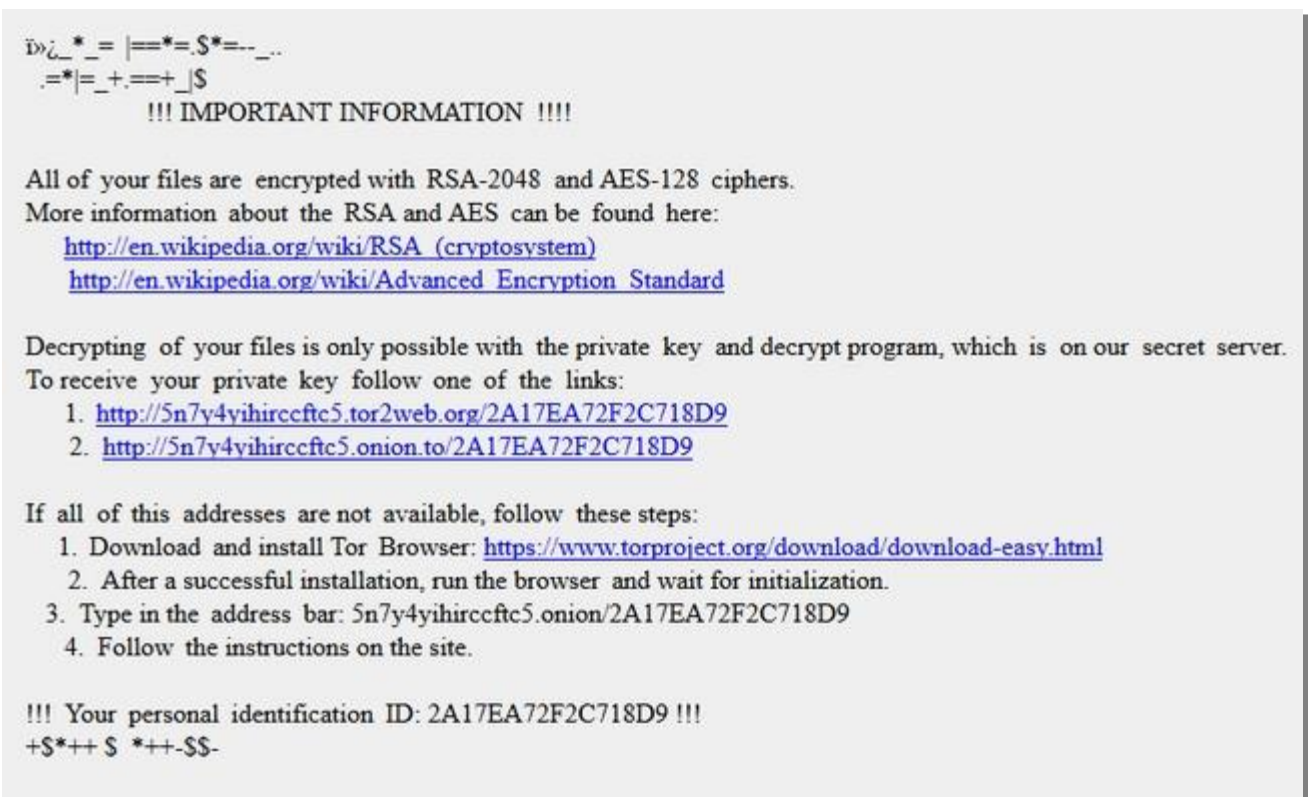 ï»¿_*_= |==*=.$*=--_..
.=*|=_+.==+_|$
!!! IMPORTANT INFORMATION !!!!
All of your files are encrypted with RSA-2048 and AES-128 ciphers.
More information about the RSA and AES can be found here:
http://en.wikipedia.org/wiki/RSA_(cryptosystem)
http://en.wikipedia.org/wiki/Advanced_Encryption_Standard
Decrypting of your files is only possible with the private key and decrypt program, which is on our secret server.
To receive your private key follow one of the links:
1. http://5n7y4yihirccftc5.tor2web.org/2A17EA72F2C718D9
2. http://5n7y4yihirccftc5.onion.to/2A17EA72F2C718D9
If all of this addresses are not available, follow these steps:
1. Download and install Tor Browser: https://www.torproject.org/download/download-easy.html
2. After a successful installation, run the browser and wait for initialization.
3. Type in the address bar: 5n7y4yihirccftc5.onion/2A17EA72F2C718D9
4. Follow the instructions on the site.
!!! Your personal identification ID: 2A17EA72F2C718D9 !!!
+$*++ $ *++-$$-